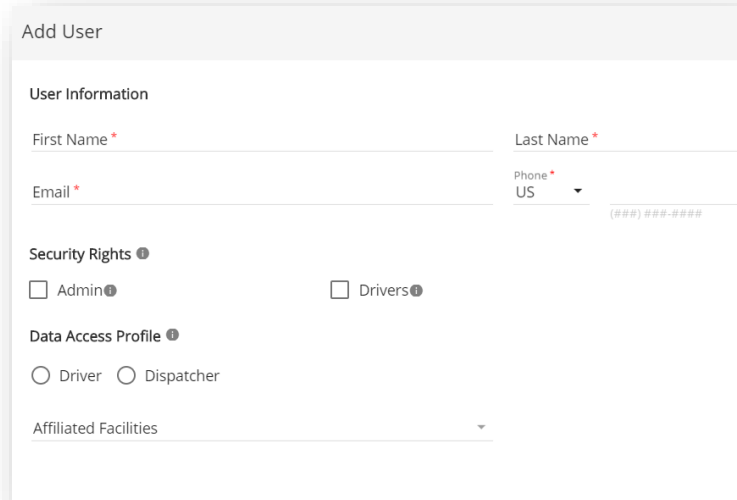 Add User
User Information
First Name *
Last Name *
Email *
Phone *
US
(###) ###-####
Security Rights
Admin
Drivers
Data Access Profile
Driver
Dispatcher
Affiliated Facilities